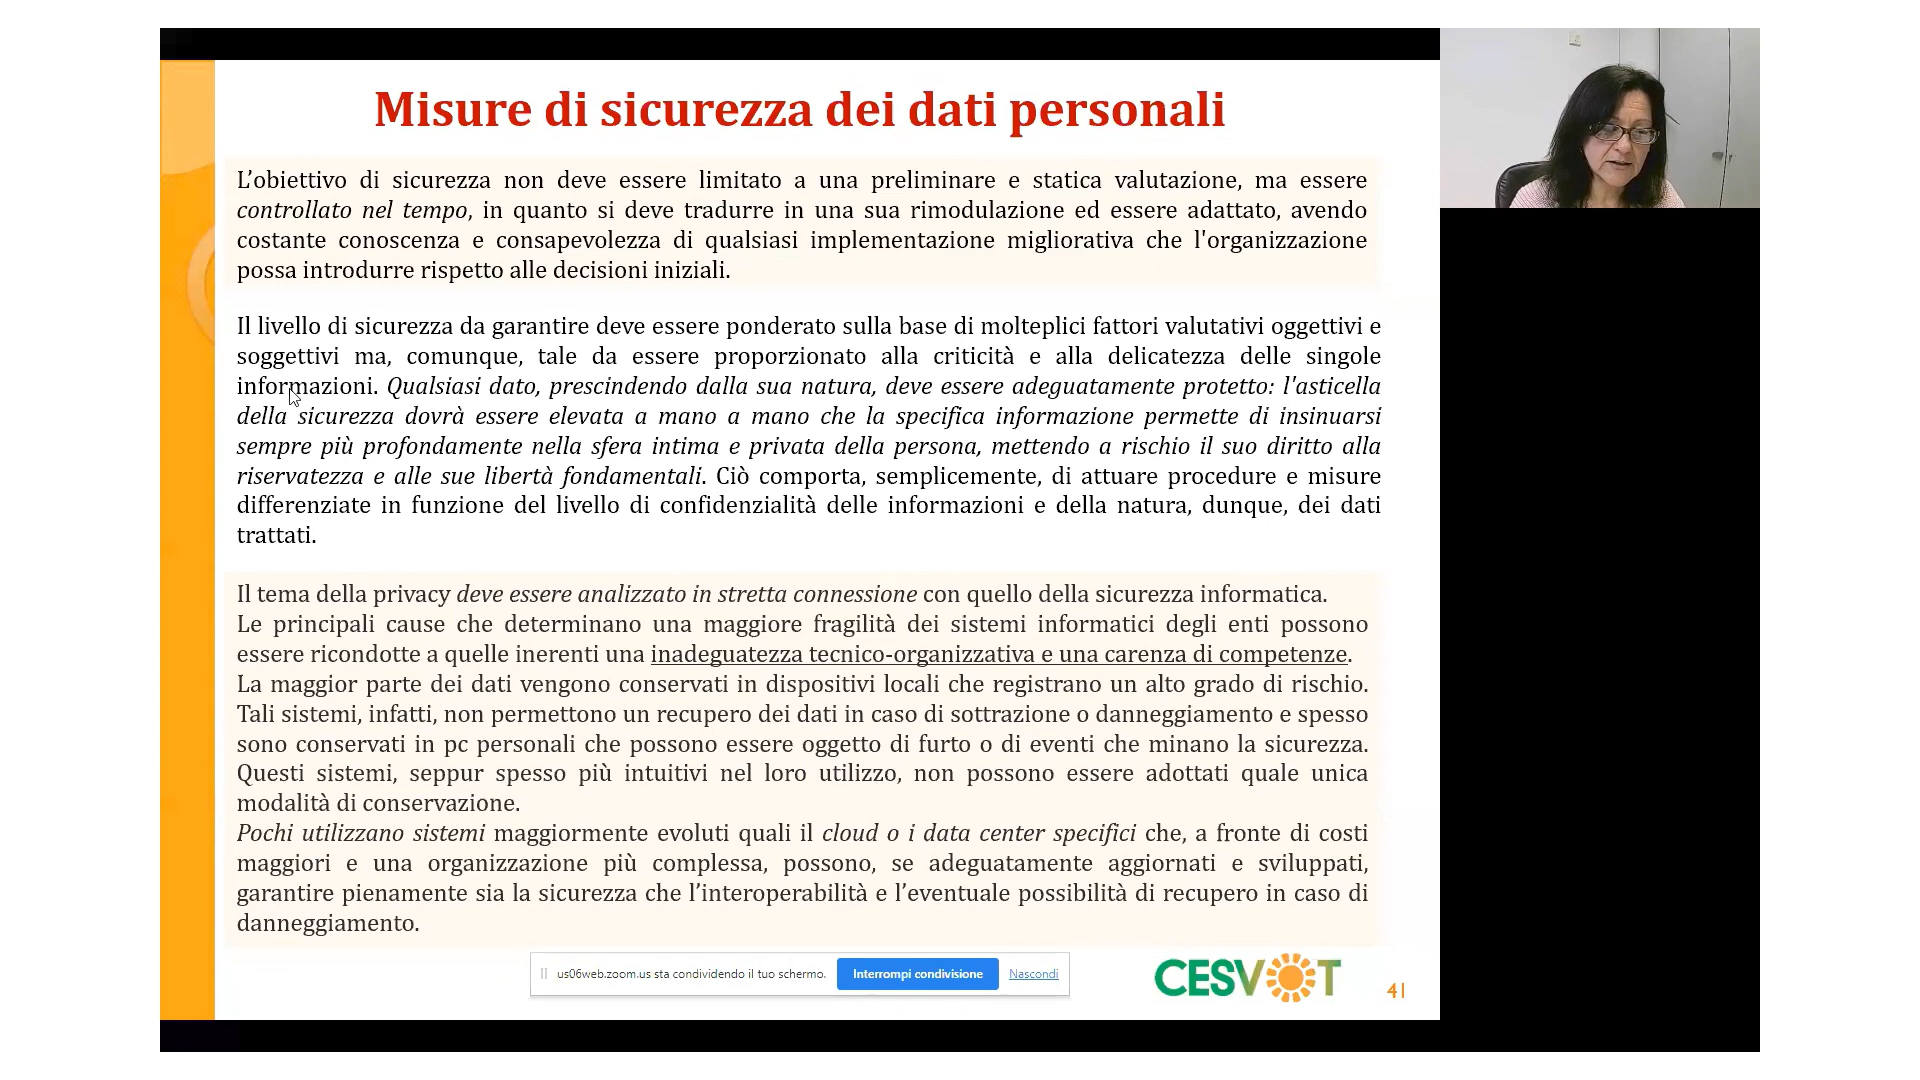 Misure di sicurezza dei dati personali
L’obiettivo di sicurezza non deve essere limitato a una preliminare e statica valutazione, ma essere
controllato nel tempo, in quanto si deve tradurre in una sua rimodulazione ed essere adattato, avendo
costante conoscenza e consapevolezza di qualsiasi implementazione migliorativa che l'organizzazione
possa introdurre rispetto alle decisioni iniziali.
Il livello di sicurezza da garantire deve essere ponderato sulla base di molteplici fattori valutativi oggettivi e
soggettivi ma, comunque, tale da essere proporzionato alla criticità e alla delicatezza delle singole
informazioni. Qualsiasi dato, prescindendo dalla sua natura, deve essere adeguatamente protetto: l'asticella
della sicurezza dovrà essere elevata a mano a mano che la specifica informazione permette di insinuarsi
sempre più profondamente nella sfera intima e privata della persona, mettendo a rischio il suo diritto alla
riservatezza e alle sue libertà fondamentali. Ciò comporta, semplicemente, di attuare procedure e misure
differenziate in funzione del livello di confidenzialità delle informazioni e della natura, dunque, dei dati
trattati.
Il tema della privacy deve essere analizzato in stretta connessione con quello della sicurezza informatica.
Le principali cause che determinano una maggiore fragilità dei sistemi informatici degli enti possono
essere ricondotte a quelle inerenti una inadeguatezza tecnico-organizzativa e una carenza di competenze.
La maggior parte dei dati vengono conservati in dispositivi locali che registrano un alto grado di rischio.
Tali sistemi, infatti, non permettono un recupero dei dati in caso di sottrazione o danneggiamento e spesso
sono conservati in pc personali che possono essere oggetto di furto o di eventi che minano la sicurezza.
Questi sistemi, seppur spesso più intuitivi nel loro utilizzo, non possono essere adottati quale unica
modalità di conservazione.
Pochi utilizzano sistemi maggiormente evoluti quali il cloud o i data center specifici che, a fronte di costi
maggiori e una organizzazione più complessa, possono, se adeguatamente aggiornati e sviluppati,
garantire pienamente sia la sicurezza che l’interoperabilità e l’eventuale possibilità di recupero in caso di
danneggiamento.
us06web.zoom.us sta condividendo il tuo schermo. Interrompi condivisione Nascondi
CESVOT
41